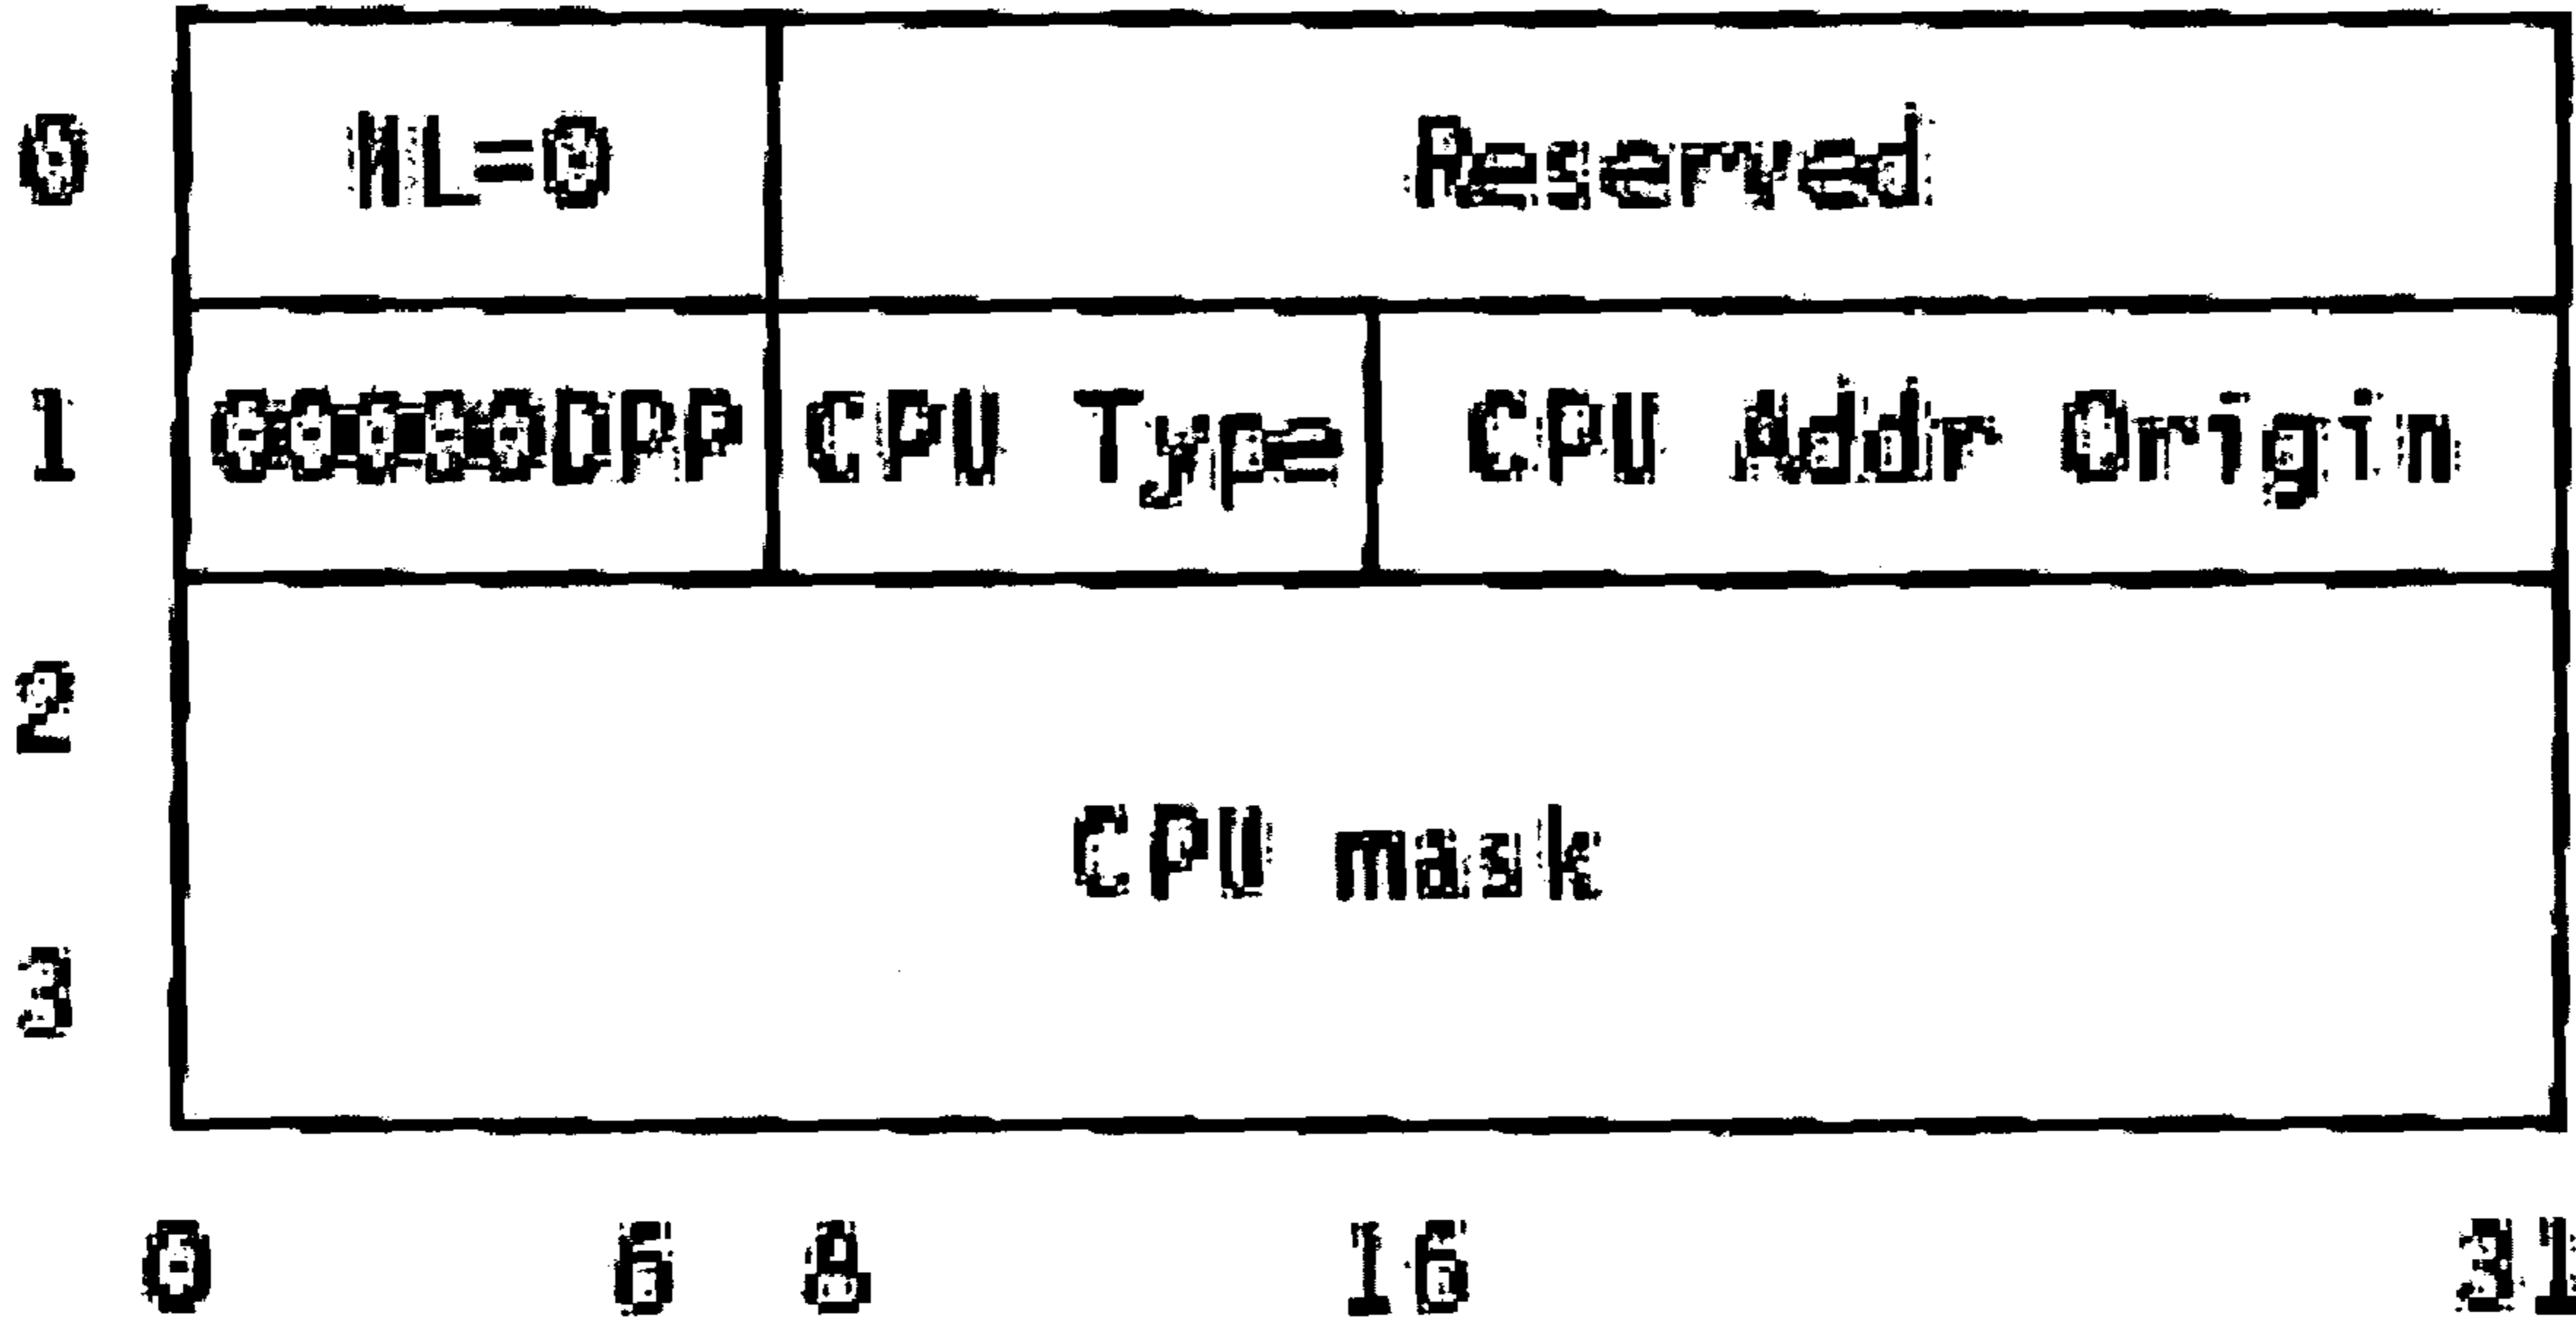 0 NL=0 Reserved
1 00000DPP CPU Type CPU Addr Origin
2
CPU mask
3
0 6 8 16 31